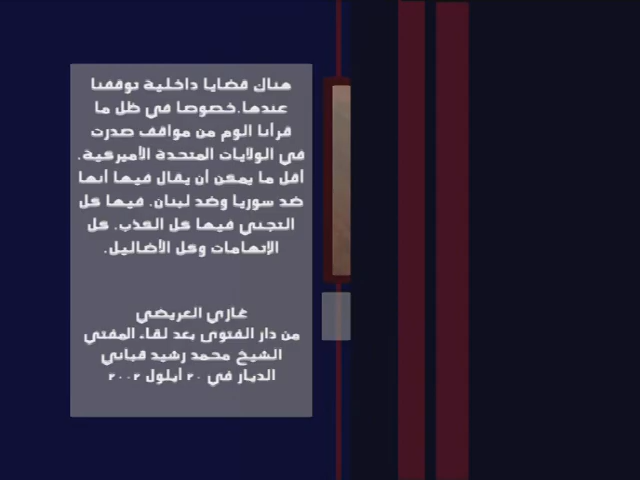 هناك قضايا داخلية توقفنا
عندها.خصوصا في ظل ما
قرأنا الوم من مواقف صدرت
في الولايات المتحدة الأميركية.
أقل ما يمكن أن يقال فيها أنها
ضد سوريا وضد لبنان. فيها كل
التجني فيها كل الكذب. كل
الإتهامات وكل الأضاليل.
غازي العريضي
من دار الفتوى بعد لقاء المفتي
الشيخ محمد رشيد قباني
الديار في ٢٠ أيلول ٢٠٠٢